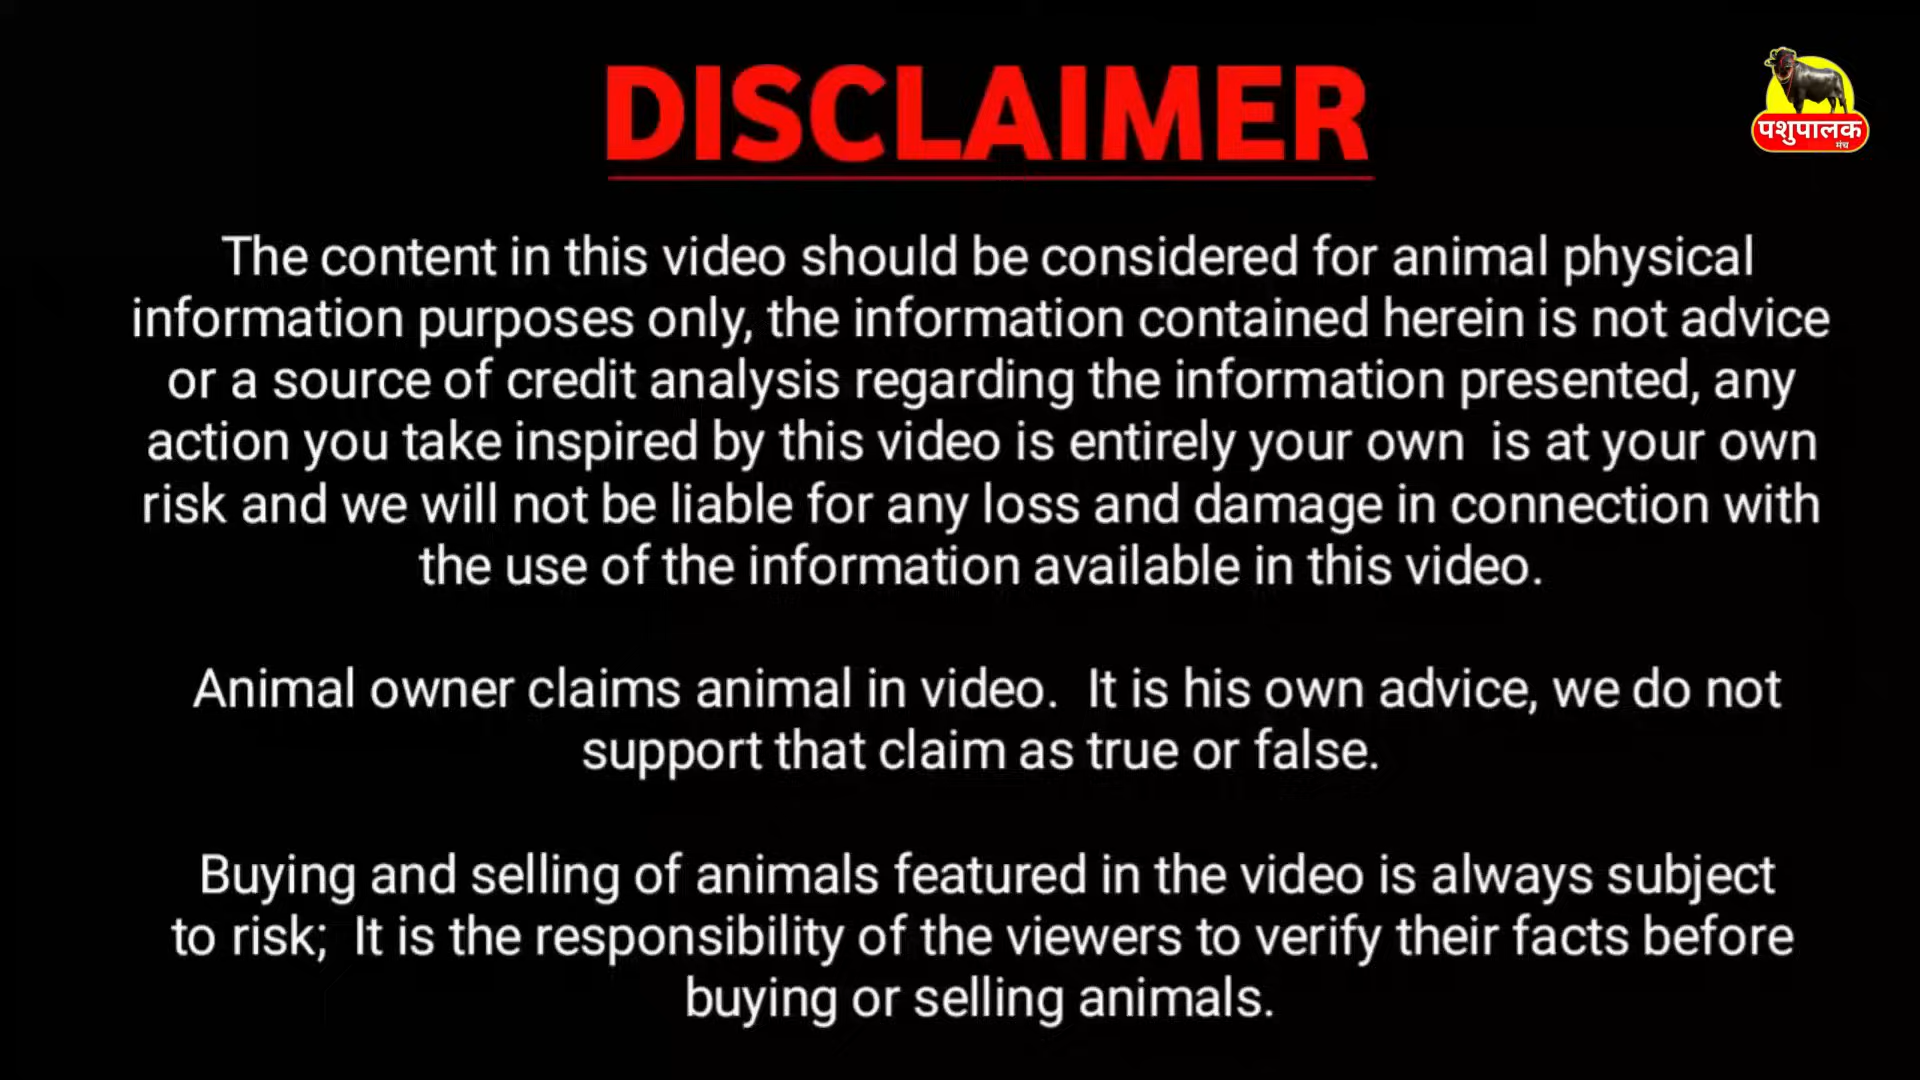 DISCLAIMER
पशुपालक
मंच
The content in this video should be considered for animal physical
information purposes only, the information contained herein is not advice
or a source of credit analysis regarding the information presented, any
action you take inspired by this video is entirely your own  is at your own
risk and we will not be liable for any loss and damage in connection with
the use of the information available in this video.
Animal owner claims animal in video.  It is his own advice, we do not
support that claim as true or false.
Buying and selling of animals featured in the video is always subject
to risk;  It is the responsibility of the viewers to verify their facts before
buying or selling animals.